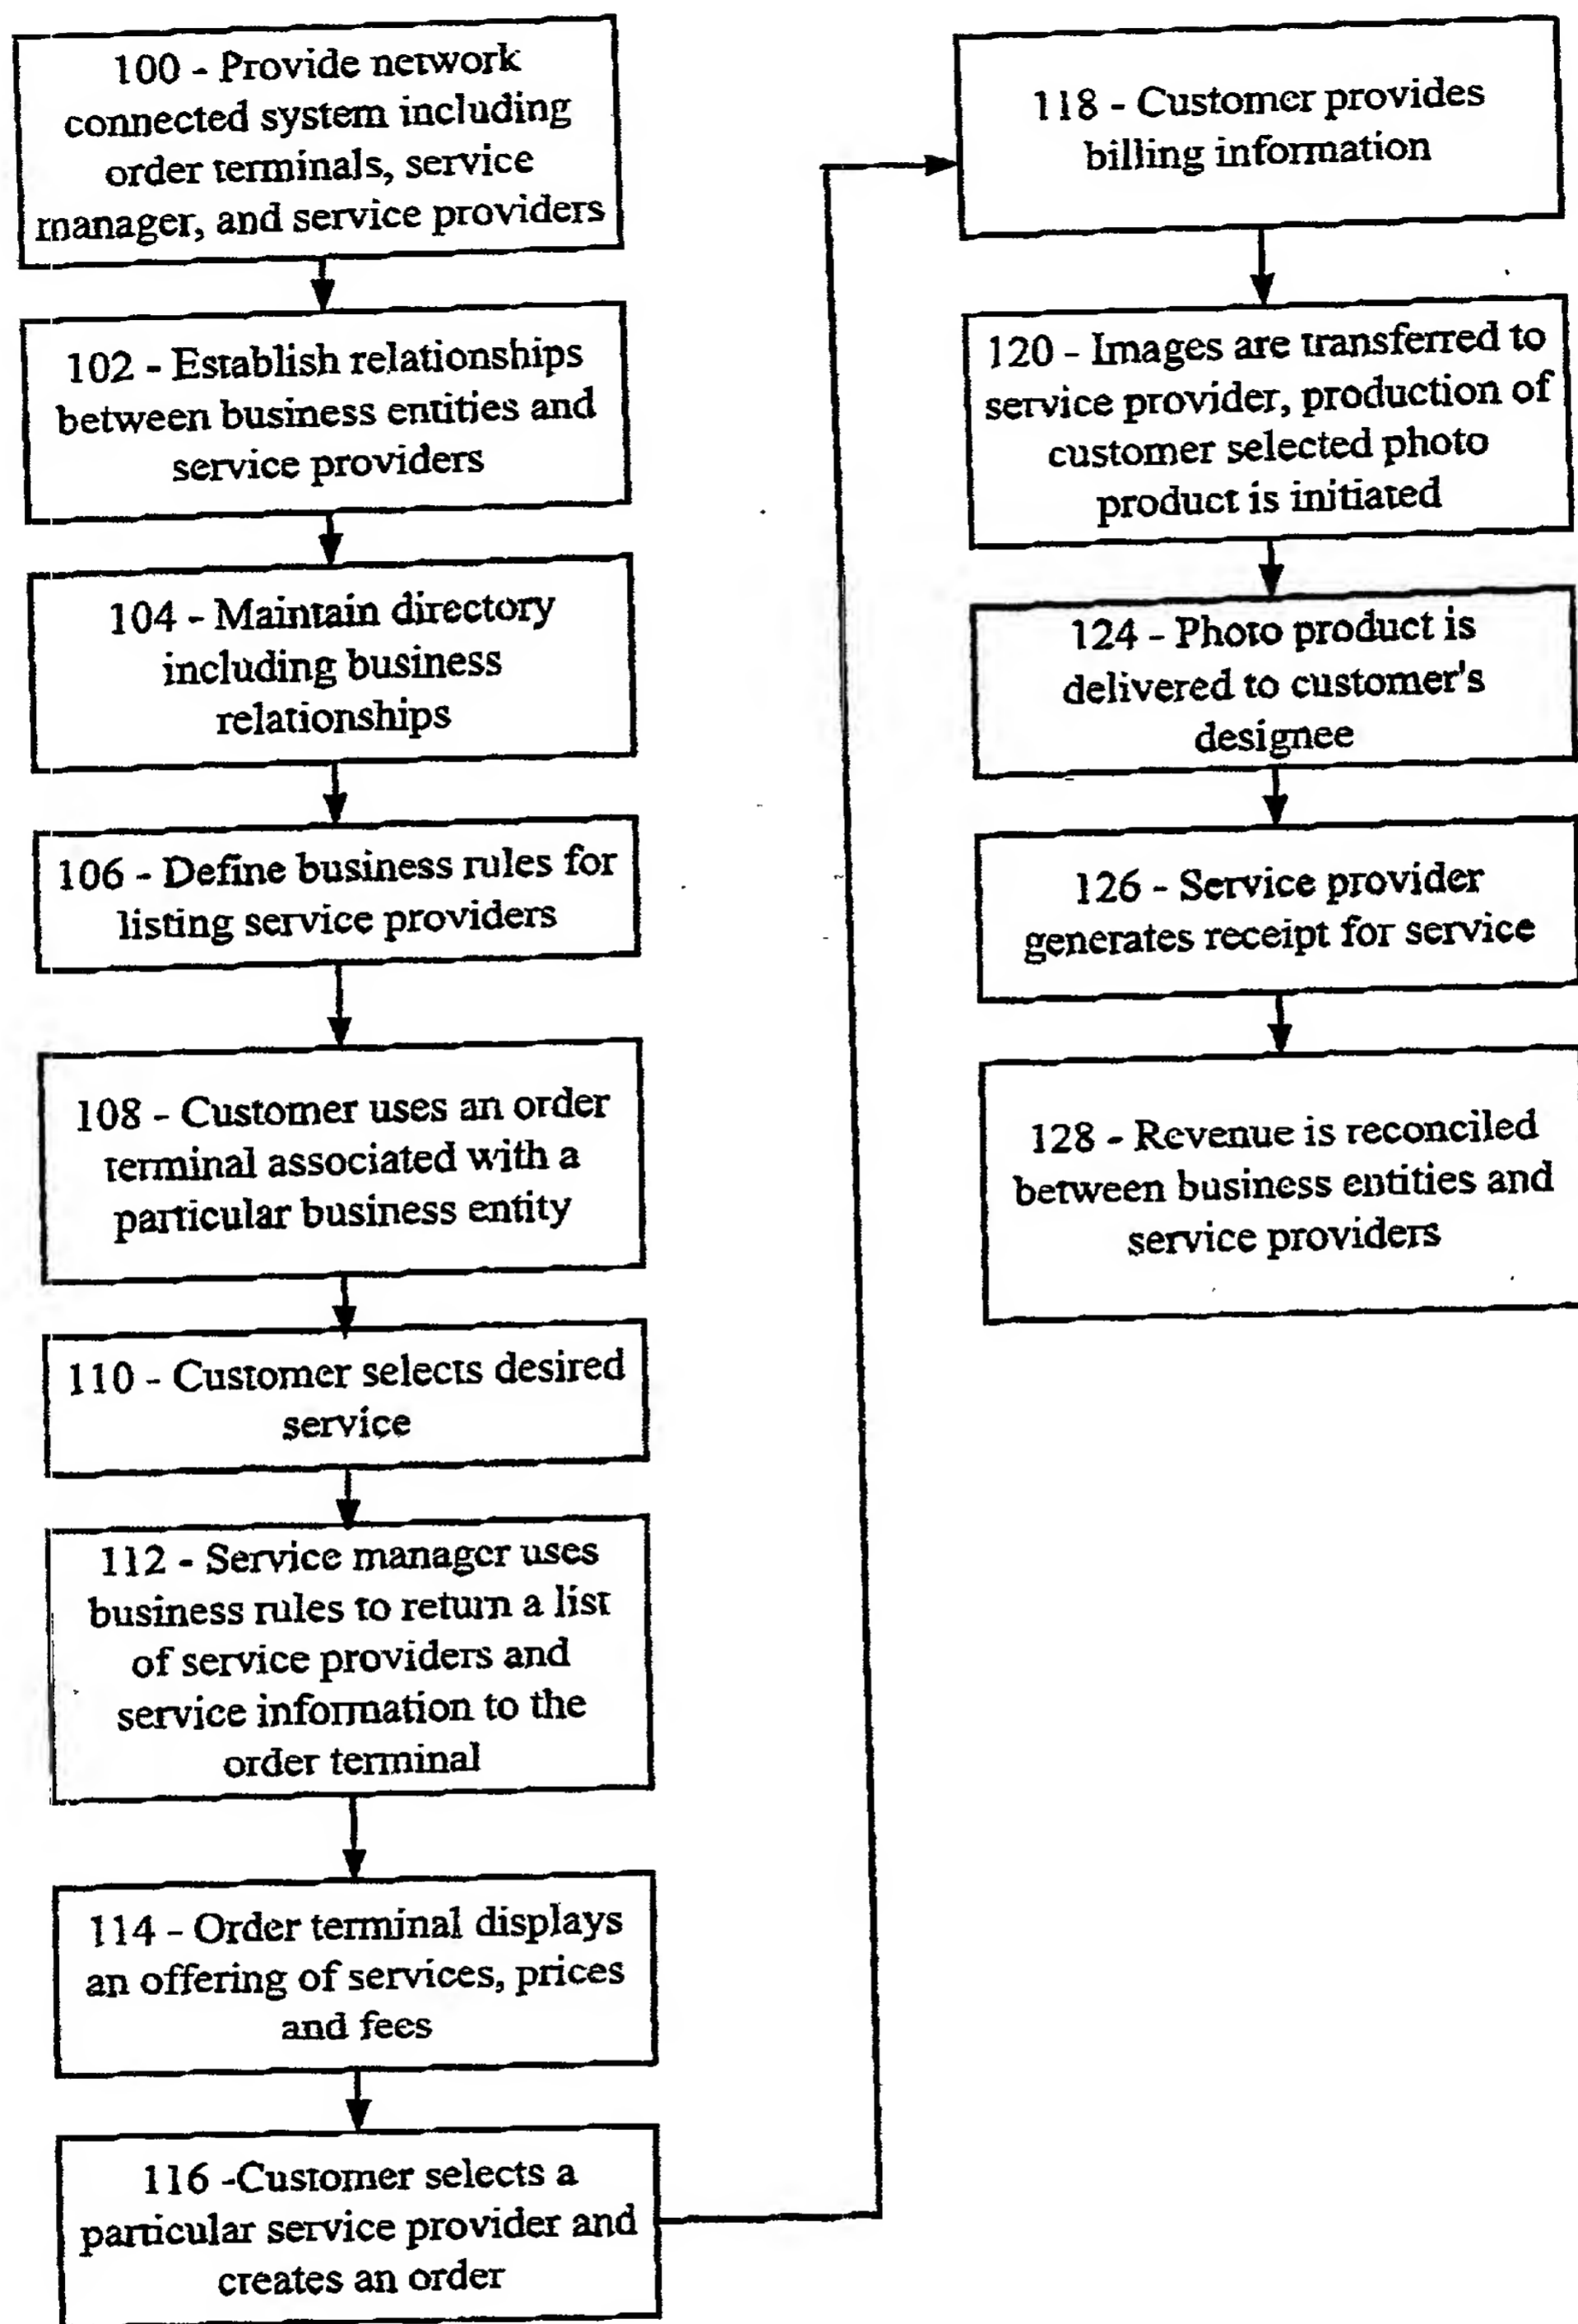 100 - Provide network
connected system including
order terminals, service
manager, and service providers
102 - Establish relationships
between business entities and
service providers
104 - Maintain directory
including business
relationships
106 - Define business rules for
listing service providers
108 - Customer uses an order
terminal associated with a
particular business entity
110 - Customer selects desired
service
112 - Service manager uses
business rules to return a list
of service providers and
service information to the
order terminal
114 - Order terminal displays
an offering of services, prices
and fees
116 -Customer selects a
particular service provider and
creates an order
118 - Customer provides
billing information
120 - Images are transferred to
service provider, production of
customer selected photo
product is initiated
124 - Photo product is
delivered to customer's
designee
126 - Service provider
generates receipt for service
128 - Revenue is reconciled
between business entities and
service providers